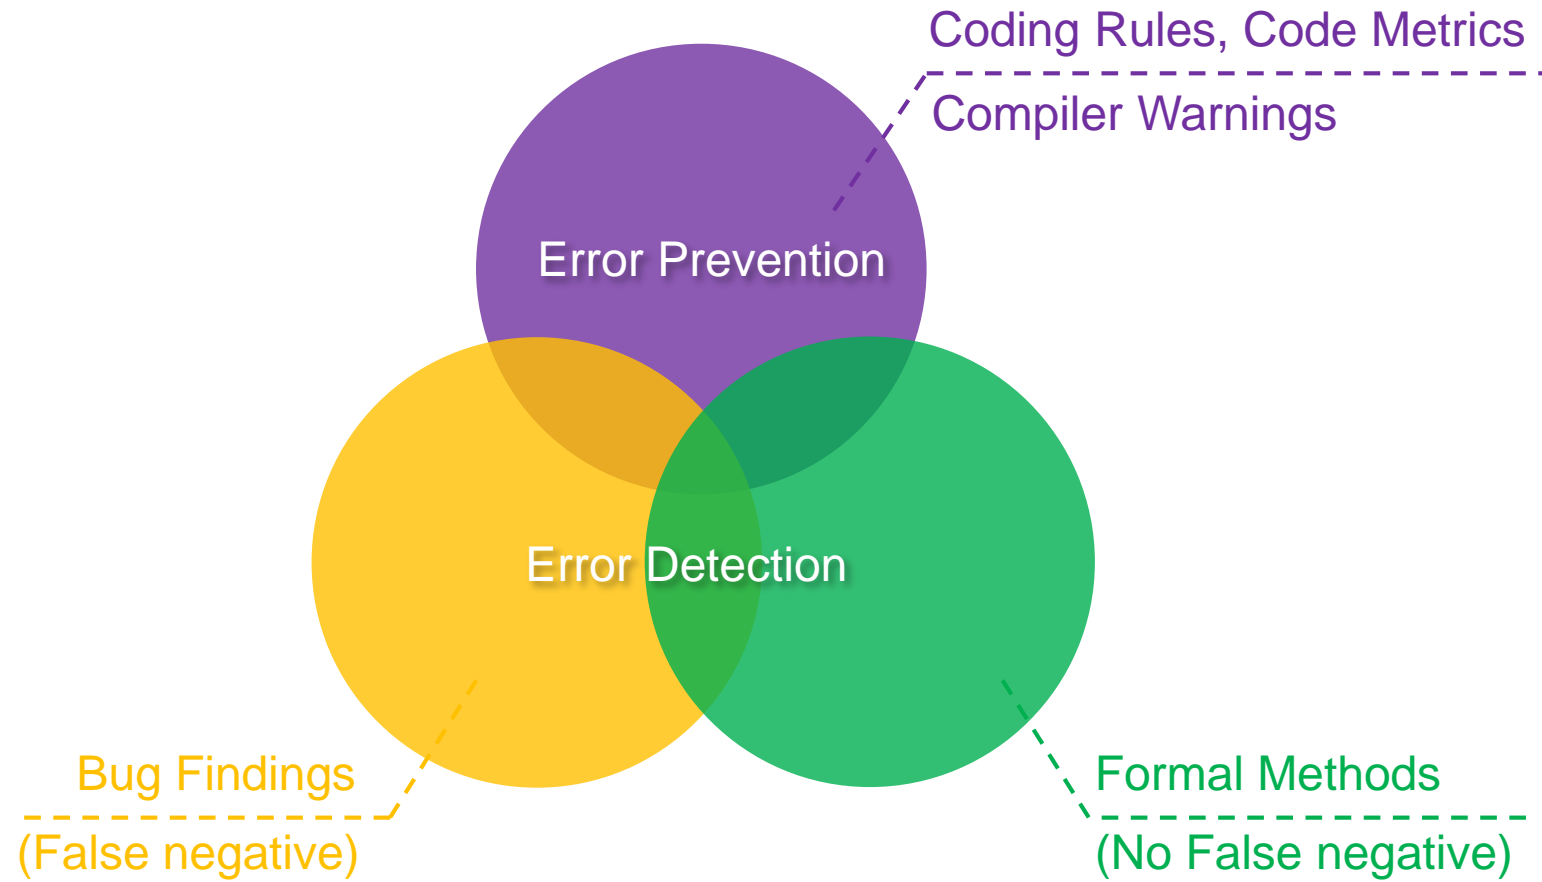 Coding Rules, Code Metrics
Compiler Warnings
Error Prevention
Error Detection
Bug Findings
(False negative)
Formal Methods
(No False negative)